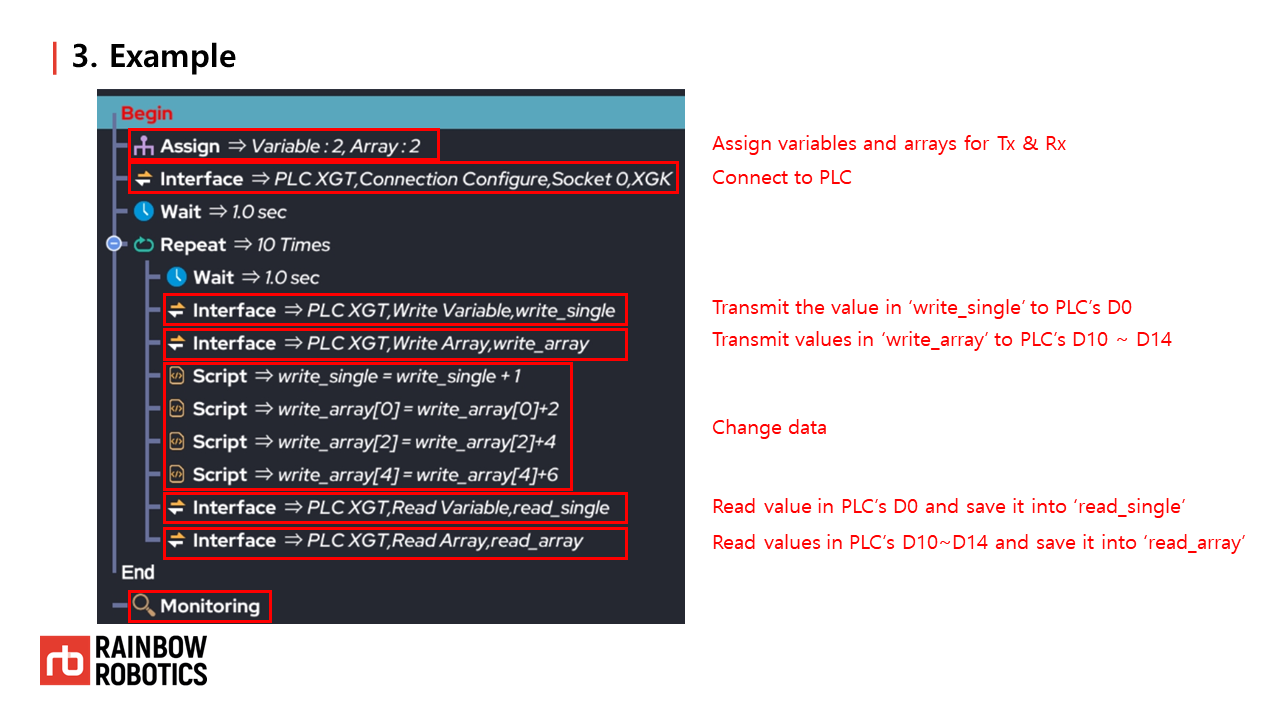 3. Example
Begin
Assign ⇒ Variable : 2, Array : 2
Assign variables and arrays for Tx & Rx
Interface ⇒ PLC XGT,Connection Configure,Socket 0,XGK
Connect to PLC
Wait ⇒ 1.0 sec
Repeat ⇒ 10 Times
Wait ⇒ 1.0 sec
Interface ⇒ PLC XGT,Write Variable,write_single
Transmit the value in ‘write_single’ to PLC’s D0
Interface ⇒ PLC XGT,Write Array,write_array
Transmit values in ‘write_array’ to PLC’s D10 ~ D14
Script ⇒ write_single = write_single + 1
Script ⇒ write_array[0] = write_array[0]+2
Change data
Script ⇒ write_array[2] = write_array[2]+4
Script ⇒ write_array[4] = write_array[4]+6
Interface ⇒ PLC XGT,Read Variable,read_single
Read value in PLC’s D0 and save it into ‘read_single’
Interface ⇒ PLC XGT,Read Array,read_array
Read values in PLC’s D10~D14 and save it into ‘read_array’
End
Monitoring
rb
RAINBOW
ROBOTICS